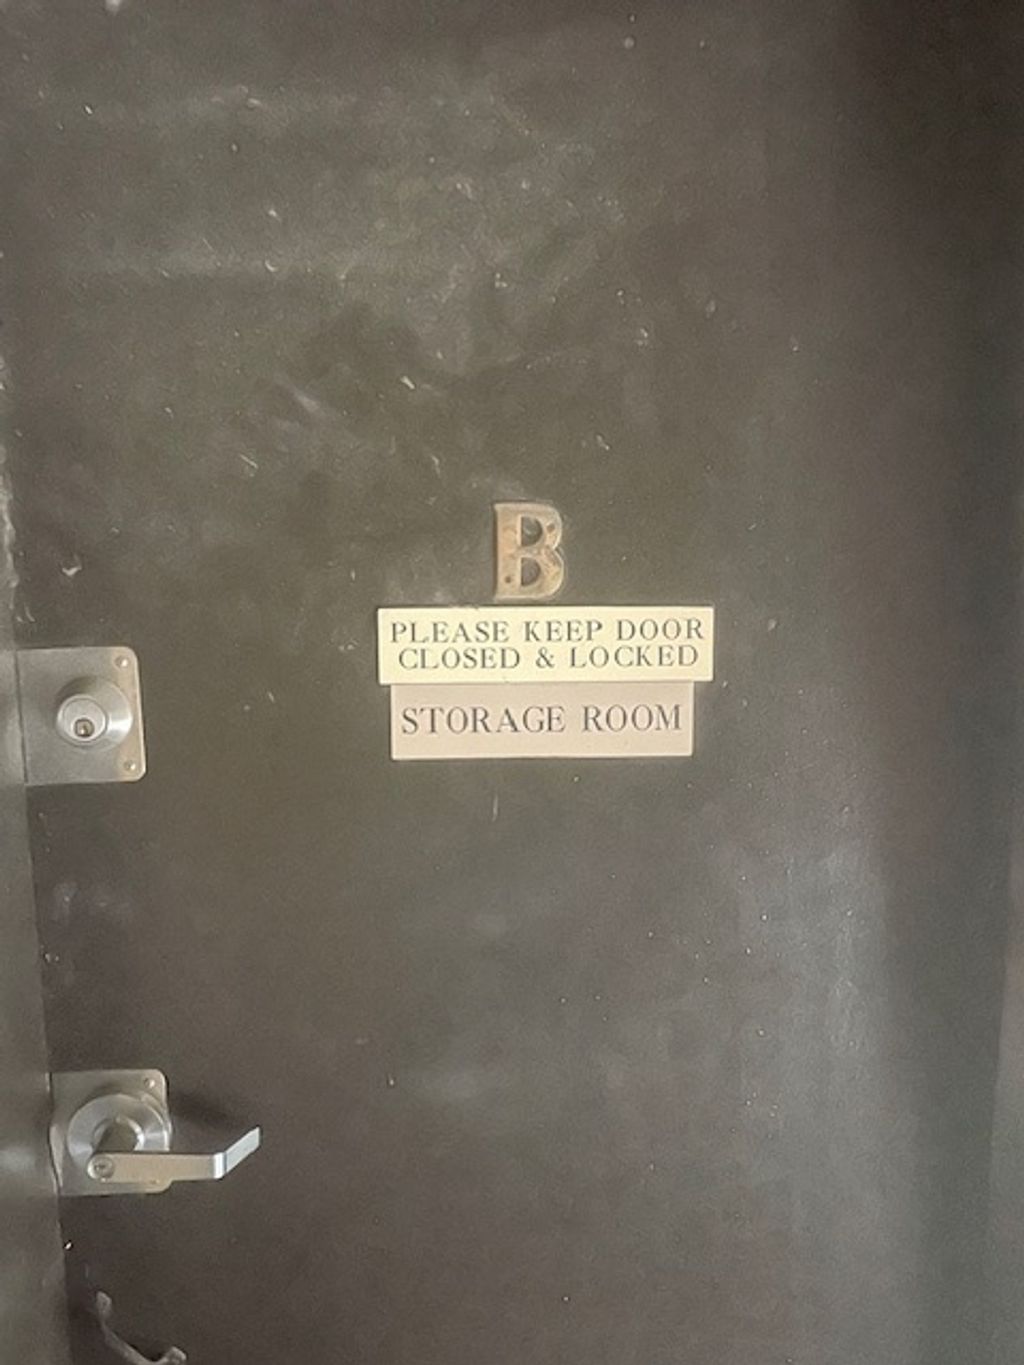 B
PLEASE KEEP DOOR
CLOSED & LOCKED
STORAGE ROOM